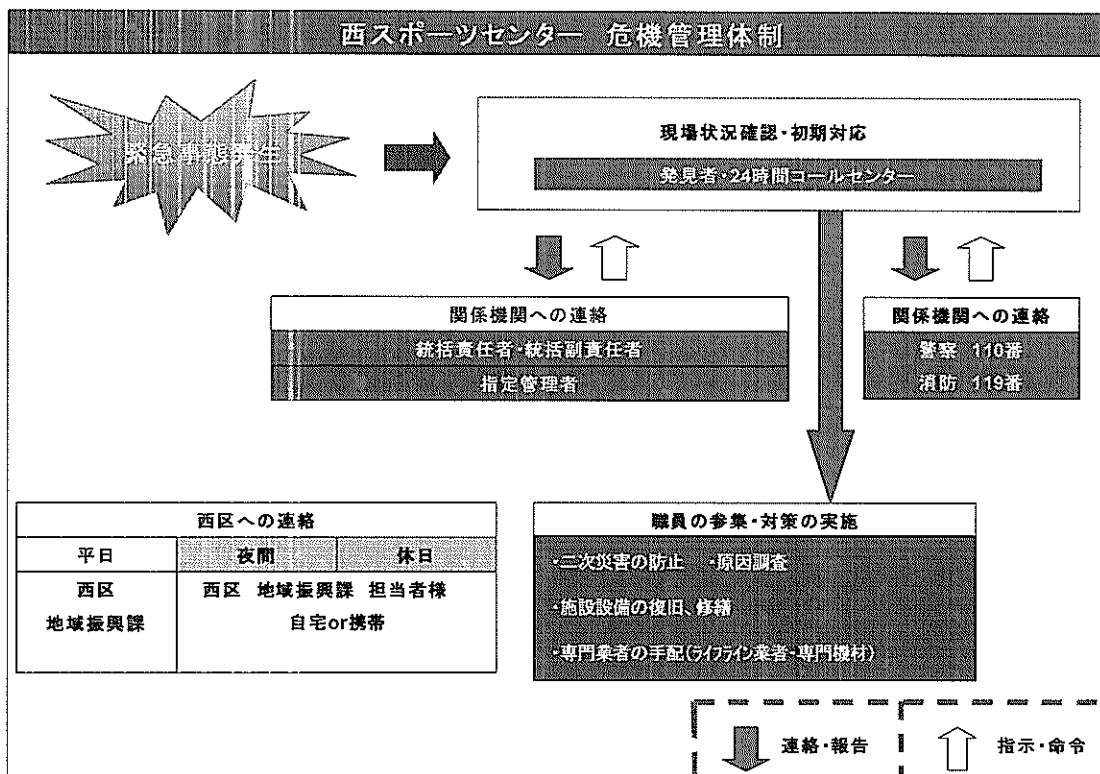 西スポーツセンター 危機管理体制
緊急事態発生
現場状況確認・初期対応
発見者・24時間コールセンター
関係機関への連絡
統括責任者・統括副責任者
指定管理者
関係機関への連絡
警察 110番
消防 119番
西区への連絡
平日 夜間 休日
西区
地域振興課
西区 地域振興課 担当者様
自宅or携帯
職員の参集・対策の実施
・二次災害の防止 ・原因調査
・施設設備の復旧、修繕
・専門業者の手配(ライフライン業者・専門機材)
連絡・報告
指示・命令